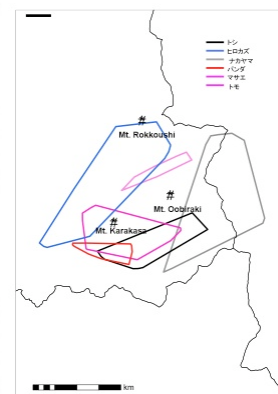 トシ
ヒロカズ
ナカヤマ
パンダ
マサエ
トモ
Mt. Rokkoushi
Mt. Oobiraki
Mt. Karakasa
km